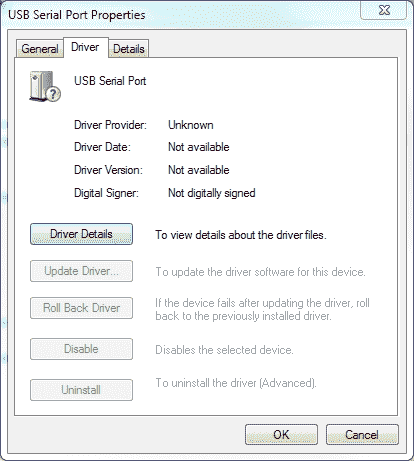 USB Serial Port Properties
General Driver Details
USB Serial Port
Driver Provider: Unknown
Driver Date: Not available
Driver Version: Not available
Digital Signer: Not digitally signed
Driver Details To view details about the driver files.
Update Driver... To update the driver software for this device.
Roll Back Driver If the device fails after updating the driver, roll
back to the previously installed driver.
Disable Disables the selected device.
Uninstall To uninstall the driver (Advanced).
OK Cancel